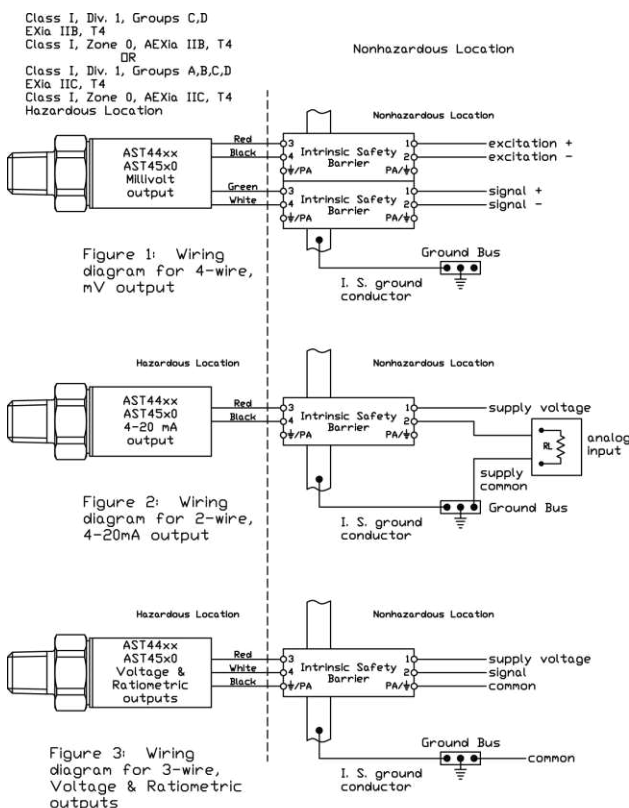 Class I, Div. 1, Groups C,D
EXia IIB, T4
Class I, Zone 0, AEXia IIB, T4
OR
Class I, Div. 1, Groups A,B,C,D
EXia IIC, T4
Class I, Zone 0, AEXia IIC, T4
Hazardous Location
Nonhazardous Location
Nonhazardous Location
AST44xx
AST45x0
Millivolt
output
Red
Black
Green
White
3
4
⏚/PA
Intrinsic Safety
Barrier
1
2
PA/⏚
excitation +
excitation -
3
4
⏚/PA
Intrinsic Safety
Barrier
1
2
PA/⏚
signal +
signal -
Figure 1: Wiring
diagram for 4-wire,
mV output
I. S. ground
conductor
Ground Bus
Hazardous Location
Nonhazardous Location
AST44xx
AST45x0
4-20 mA
output
Red
Black
3
4
⏚/PA
Intrinsic Safety
Barrier
1
2
PA/⏚
supply voltage
RL
analog
input
supply
common
Figure 2: Wiring
diagram for 2-wire,
4-20mA output
I. S. ground
conductor
Ground Bus
Hazardous Location
Nonhazardous Location
AST44xx
AST45x0
Voltage &
Ratiometric
outputs
Red
White
Black
3
4
⏚/PA
Intrinsic Safety
Barrier
1
2
PA/⏚
supply voltage
signal
common
Figure 3: Wiring
diagram for 3-wire,
Voltage & Ratiometric
outputs
I. S. ground
conductor
Ground Bus
common